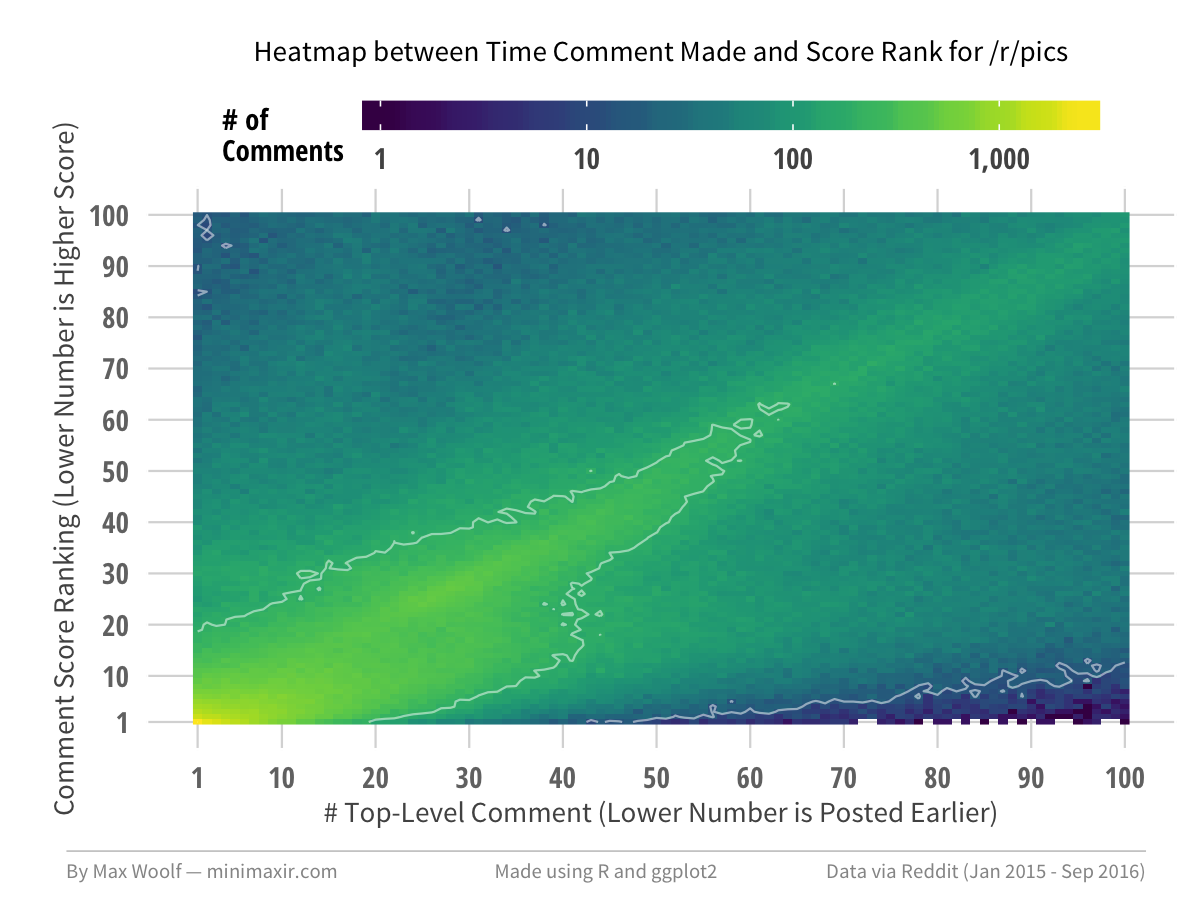 Heatmap between Time Comment Made and Score Rank for /r/pics
# of
Comments
1 10 100 1,000
Comment Score Ranking (Lower Number is Higher Score)
100
90
80
70
60
50
40
30
20
10
1
1 10 20 30 40 50 60 70 80 90 100
# Top-Level Comment (Lower Number is Posted Earlier)
By Max Woolf — minimaxir.com Made using R and ggplot2 Data via Reddit (Jan 2015 - Sep 2016)